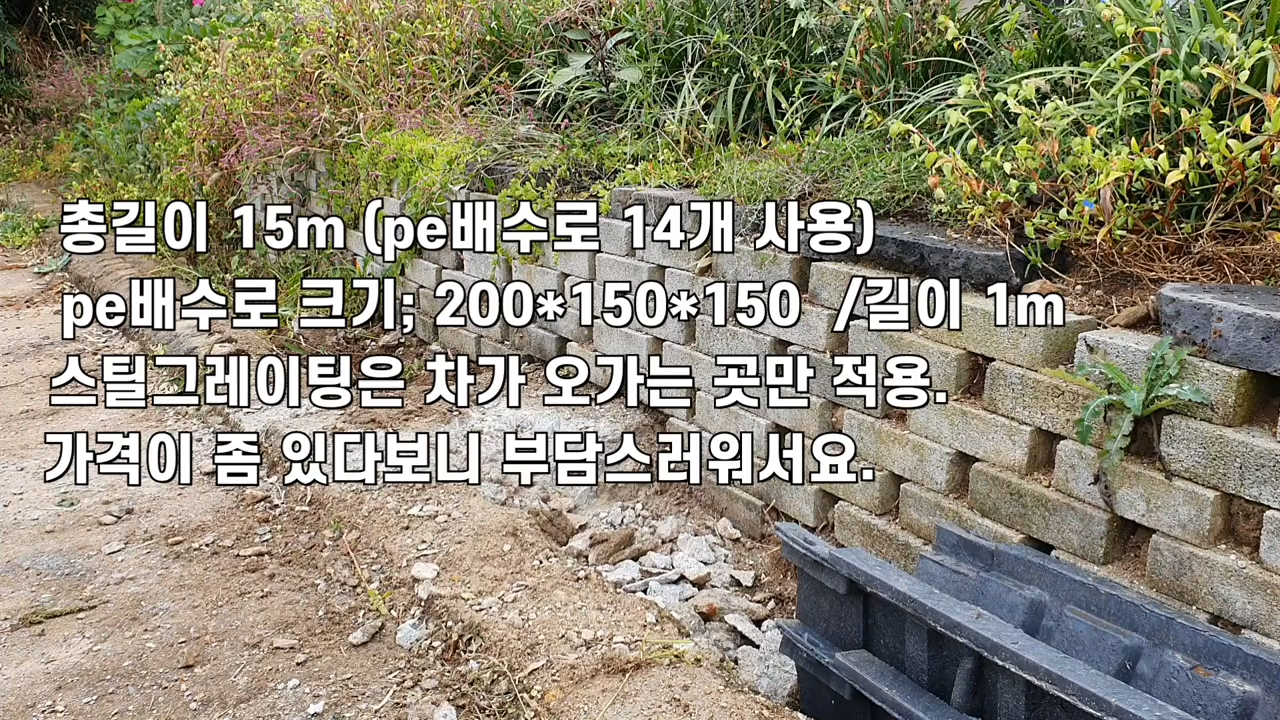 총길이 15m (pe배수로 14개 사용)
pe배수로 크기; 200*150*150 /길이 1m
스틸그레이팅은 차가 오가는 곳만 적용.
가격이 좀 있다보니 부담스러워서요.